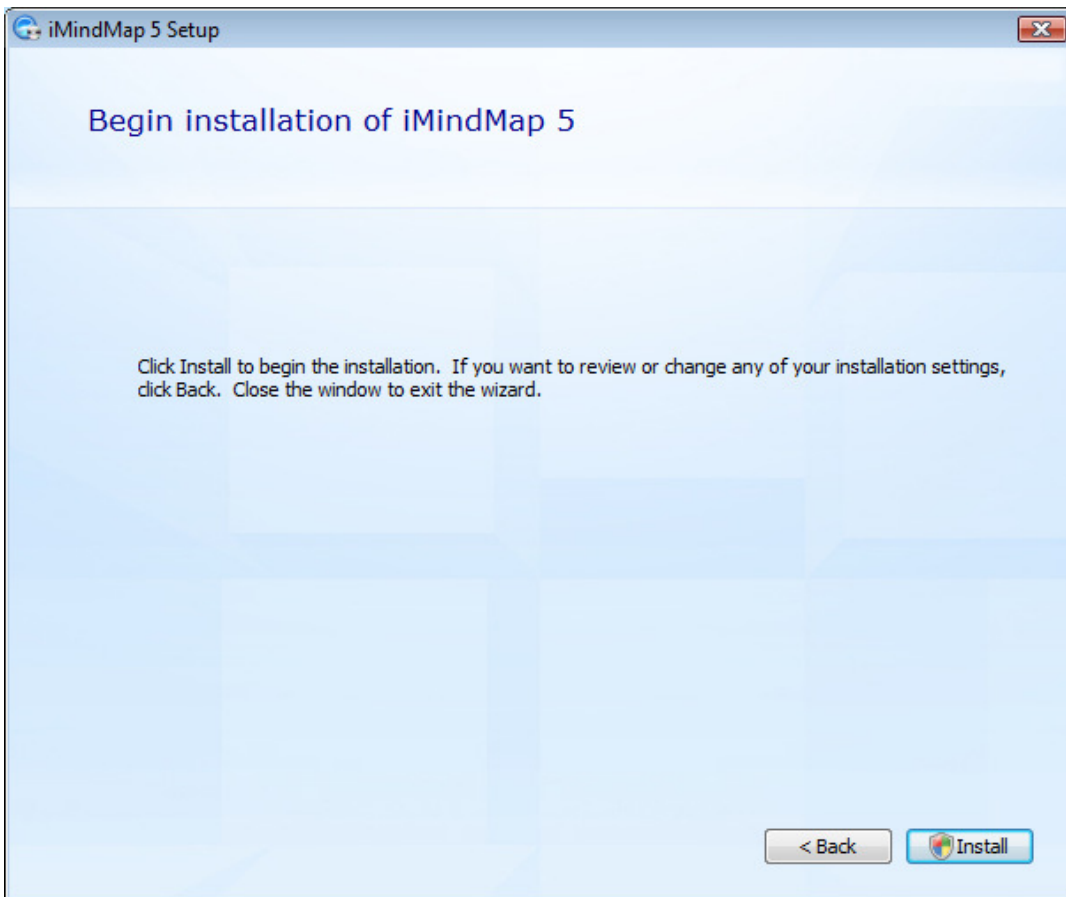 iMindMap 5 Setup
Begin installation of iMindMap 5
Click Install to begin the installation.  If you want to review or change any of your installation settings,
click Back.  Close the window to exit the wizard.
< Back
Install